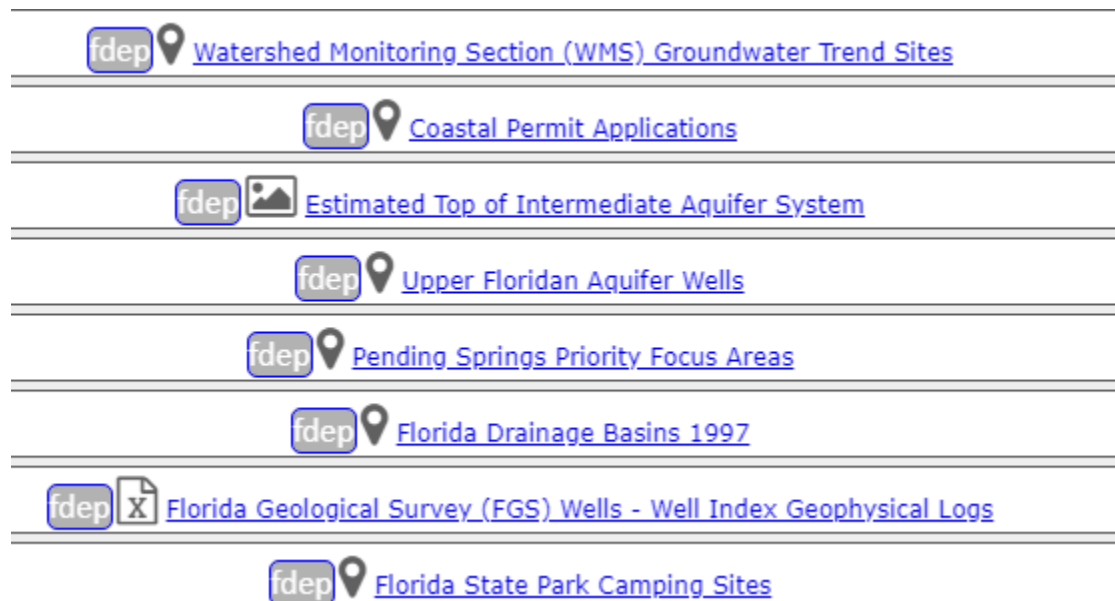 fdep Watershed Monitoring Section (WMS) Groundwater Trend Sites
fdep Coastal Permit Applications
fdep Estimated Top of Intermediate Aquifer System
fdep Upper Floridan Aquifer Wells
fdep Pending Springs Priority Focus Areas
fdep Florida Drainage Basins 1997
fdep X Florida Geological Survey (FGS) Wells - Well Index Geophysical Logs
fdep Florida State Park Camping Sites